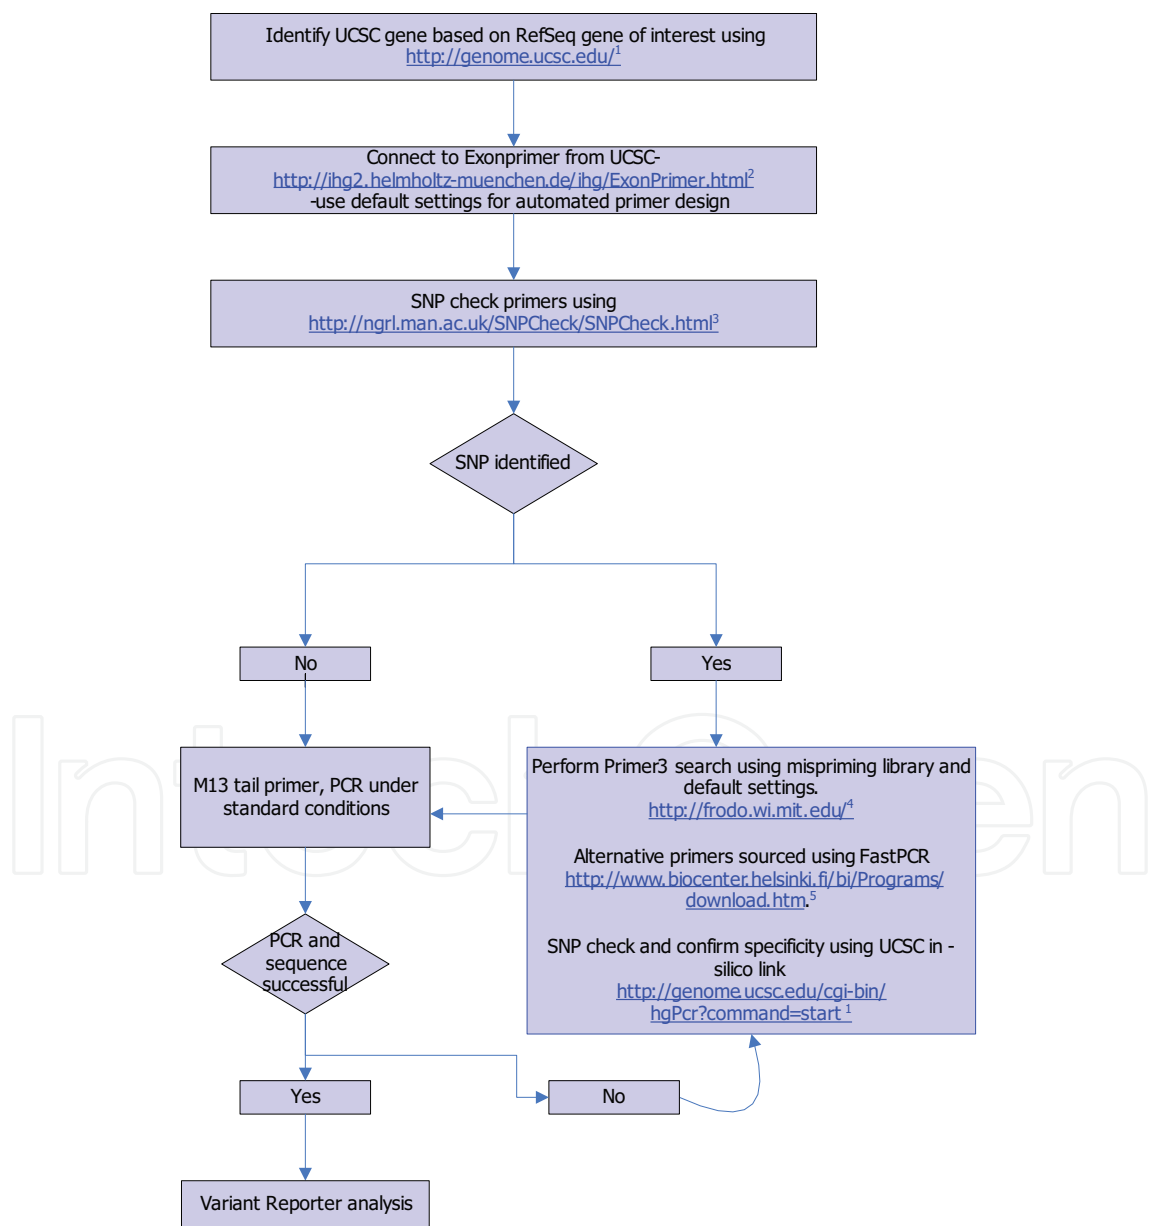 Identify UCSC gene based on RefSeq gene of interest using
http://genome.ucsc.edu/1
Connect to Exonprimer from UCSC-
http://ihg2.helmholtz-muenchen.de/ihg/ExonPrimer.html2
-use default settings for automated primer design
SNP check primers using
http://ngrl.man.ac.uk/SNPCheck/SNPCheck.html3
SNP identified
No
Yes
M13 tail primer, PCR under
standard conditions
Perform Primer3 search using mispriming library and
default settings.
http://frodo.wi.mit.edu/4
Alternative primers sourced using FastPCR
http://www.biocenter.helsinki.fi/bi/Programs/
download.htm.5
SNP check and confirm specificity using UCSC in -
silico link
http://genome.ucsc.edu/cgi-bin/
hgPcr?command=start 1
PCR and
sequence
successful
Yes
No
Variant Reporter analysis
IntechOpen